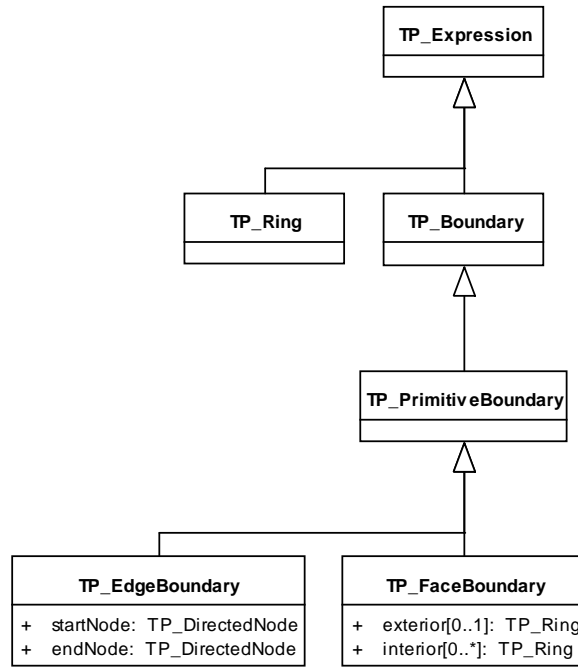 TP_Expression
TP_Ring
TP_Boundary
TP_PrimitiveBoundary
TP_EdgeBoundary
+ startNode: TP_DirectedNode
+ endNode: TP_DirectedNode
TP_FaceBoundary
+ exterior[0..1]: TP_Ring
+ interior[0..*]: TP_Ring